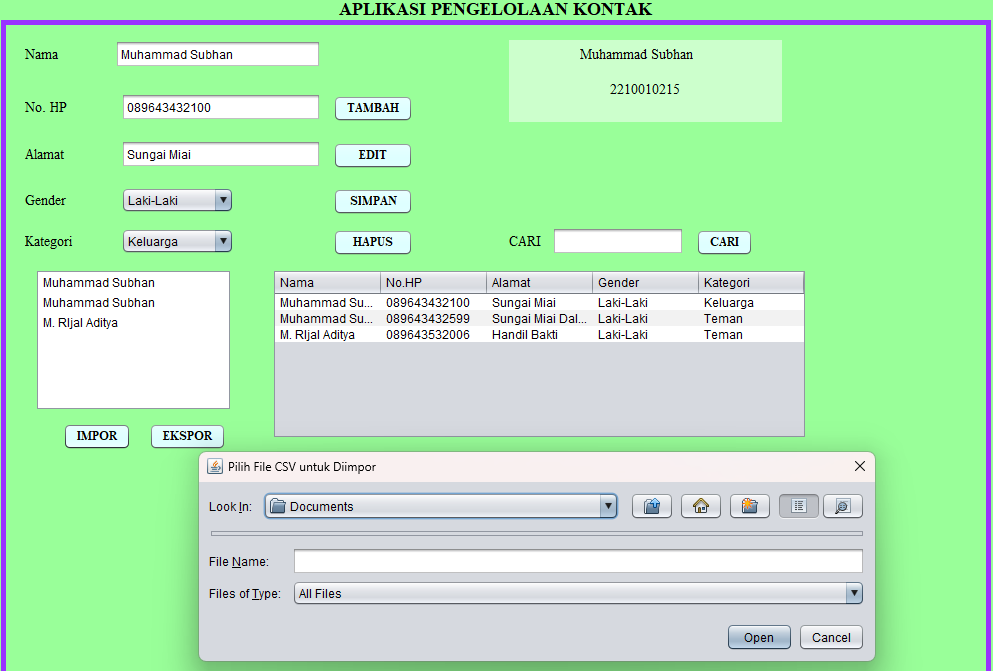 APLIKASI PENGELOLAAN KONTAK
Nama
Muhammad Subhan
Muhammad Subhan
2210010215
No. HP
089643432100
TAMBAH
Alamat
Sungai Miai
EDIT
Gender
Laki-Laki
SIMPAN
Kategori
Keluarga
HAPUS
CARI
CARI
Muhammad Subhan
Muhammad Subhan
M. RIjal Aditya
Nama No.HP Alamat Gender Kategori
Muhammad Su... 089643432100 Sungai Miai Laki-Laki Keluarga
Muhammad Su... 089643432599 Sungai Miai Dal... Laki-Laki Teman
M. RIjal Aditya 089643532006 Handil Bakti Laki-Laki Teman
IMPOR
EKSPOR
Pilih File CSV untuk Diimpor
Look In:
Documents
File Name:
Files of Type:
All Files
Open
Cancel